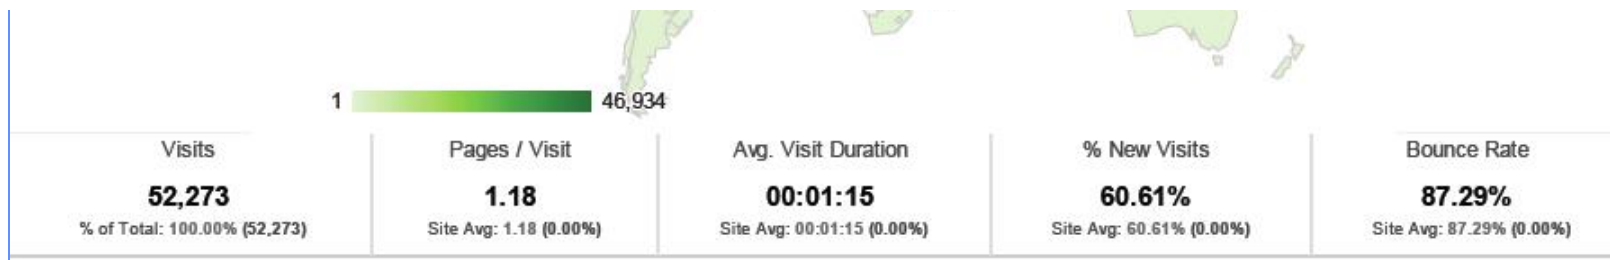 1 46,934
Visits Pages / Visit Avg. Visit Duration % New Visits Bounce Rate
52,273 1.18 00:01:15 60.61% 87.29%
% of Total: 100.00% (52,273) Site Avg: 1.18 (0.00%) Site Avg: 00:01:15 (0.00%) Site Avg: 60.61% (0.00%) Site Avg: 87.29% (0.00%)